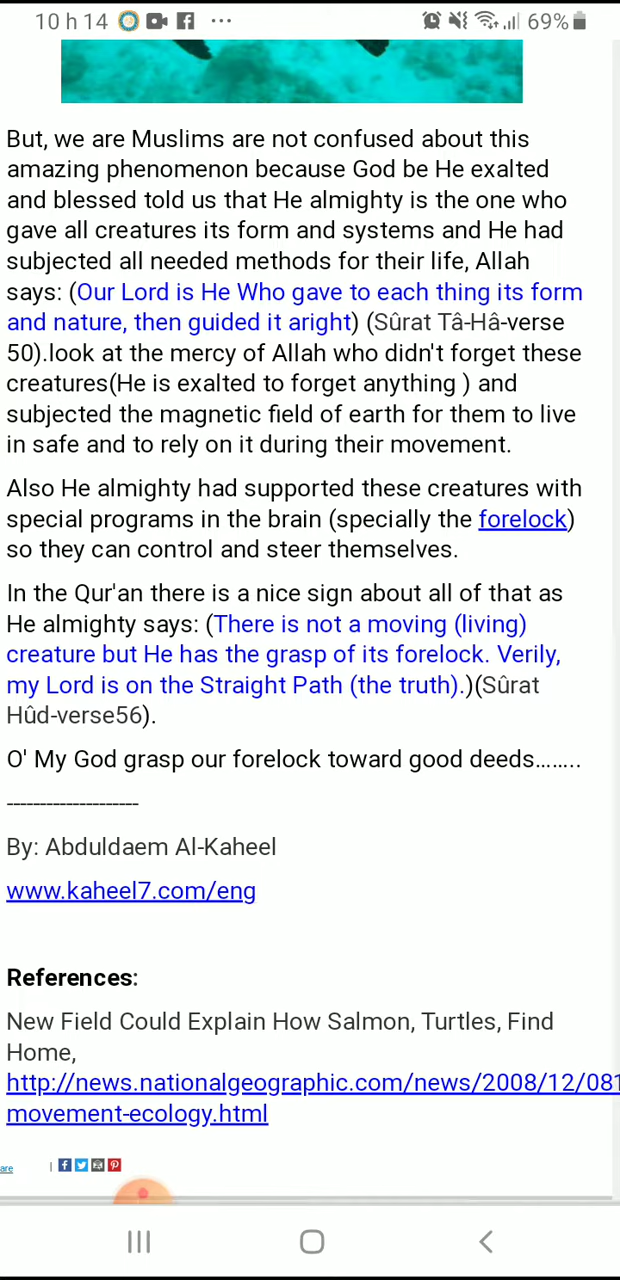 10 h 14 ... 69%
But, we are Muslims are not confused about this
amazing phenomenon because God be He exalted
and blessed told us that He almighty is the one who
gave all creatures its form and systems and He had
subjected all needed methods for their life, Allah
says: (Our Lord is He Who gave to each thing its form
and nature, then guided it aright) (Sûrat Tâ-Hâ-verse
50).look at the mercy of Allah who didn't forget these
creatures(He is exalted to forget anything ) and
subjected the magnetic field of earth for them to live
in safe and to rely on it during their movement.
Also He almighty had supported these creatures with
special programs in the brain (specially the forelock)
so they can control and steer themselves.
In the Qur'an there is a nice sign about all of that as
He almighty says: (There is not a moving (living)
creature but He has the grasp of its forelock. Verily,
my Lord is on the Straight Path (the truth).)(Sûrat
Hûd-verse56).
O' My God grasp our forelock toward good deeds........
--------------------
By: Abduldaem Al-Kaheel
www.kaheel7.com/eng
References:
New Field Could Explain How Salmon, Turtles, Find
Home,
http://news.nationalgeographic.com/news/2008/12/081
movement-ecology.html
are |